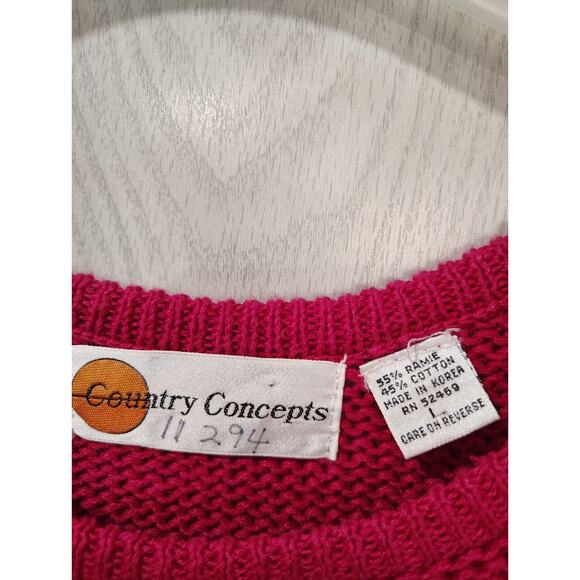 Country Concepts
11 294
55% RAMIE
45% COTTON
MADE IN KOREA
RN 52469
L
CARE ON REVERSE